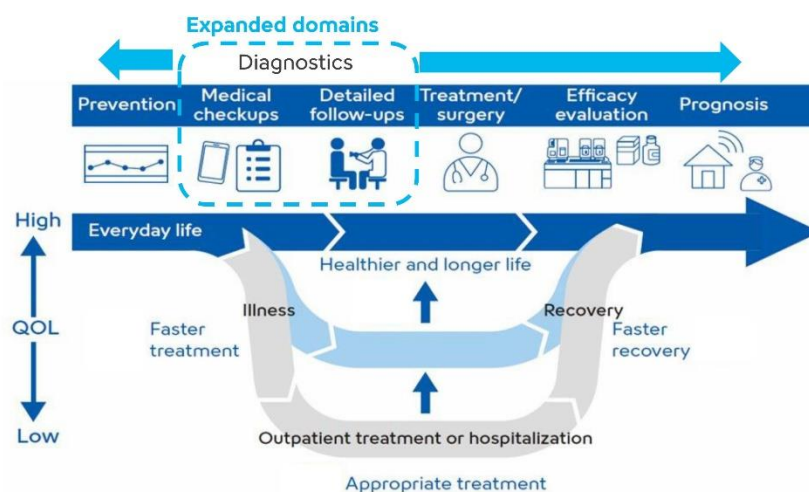 Expanded domains
Diagnostics
Prevention
Medical
checkups
Detailed
follow-ups
Treatment/
surgery
Efficacy
evaluation
Prognosis
High
QOL
Low
Everyday life
Healthier and longer life
Illness
Recovery
Faster
treatment
Faster
recovery
Outpatient treatment or hospitalization
Appropriate treatment